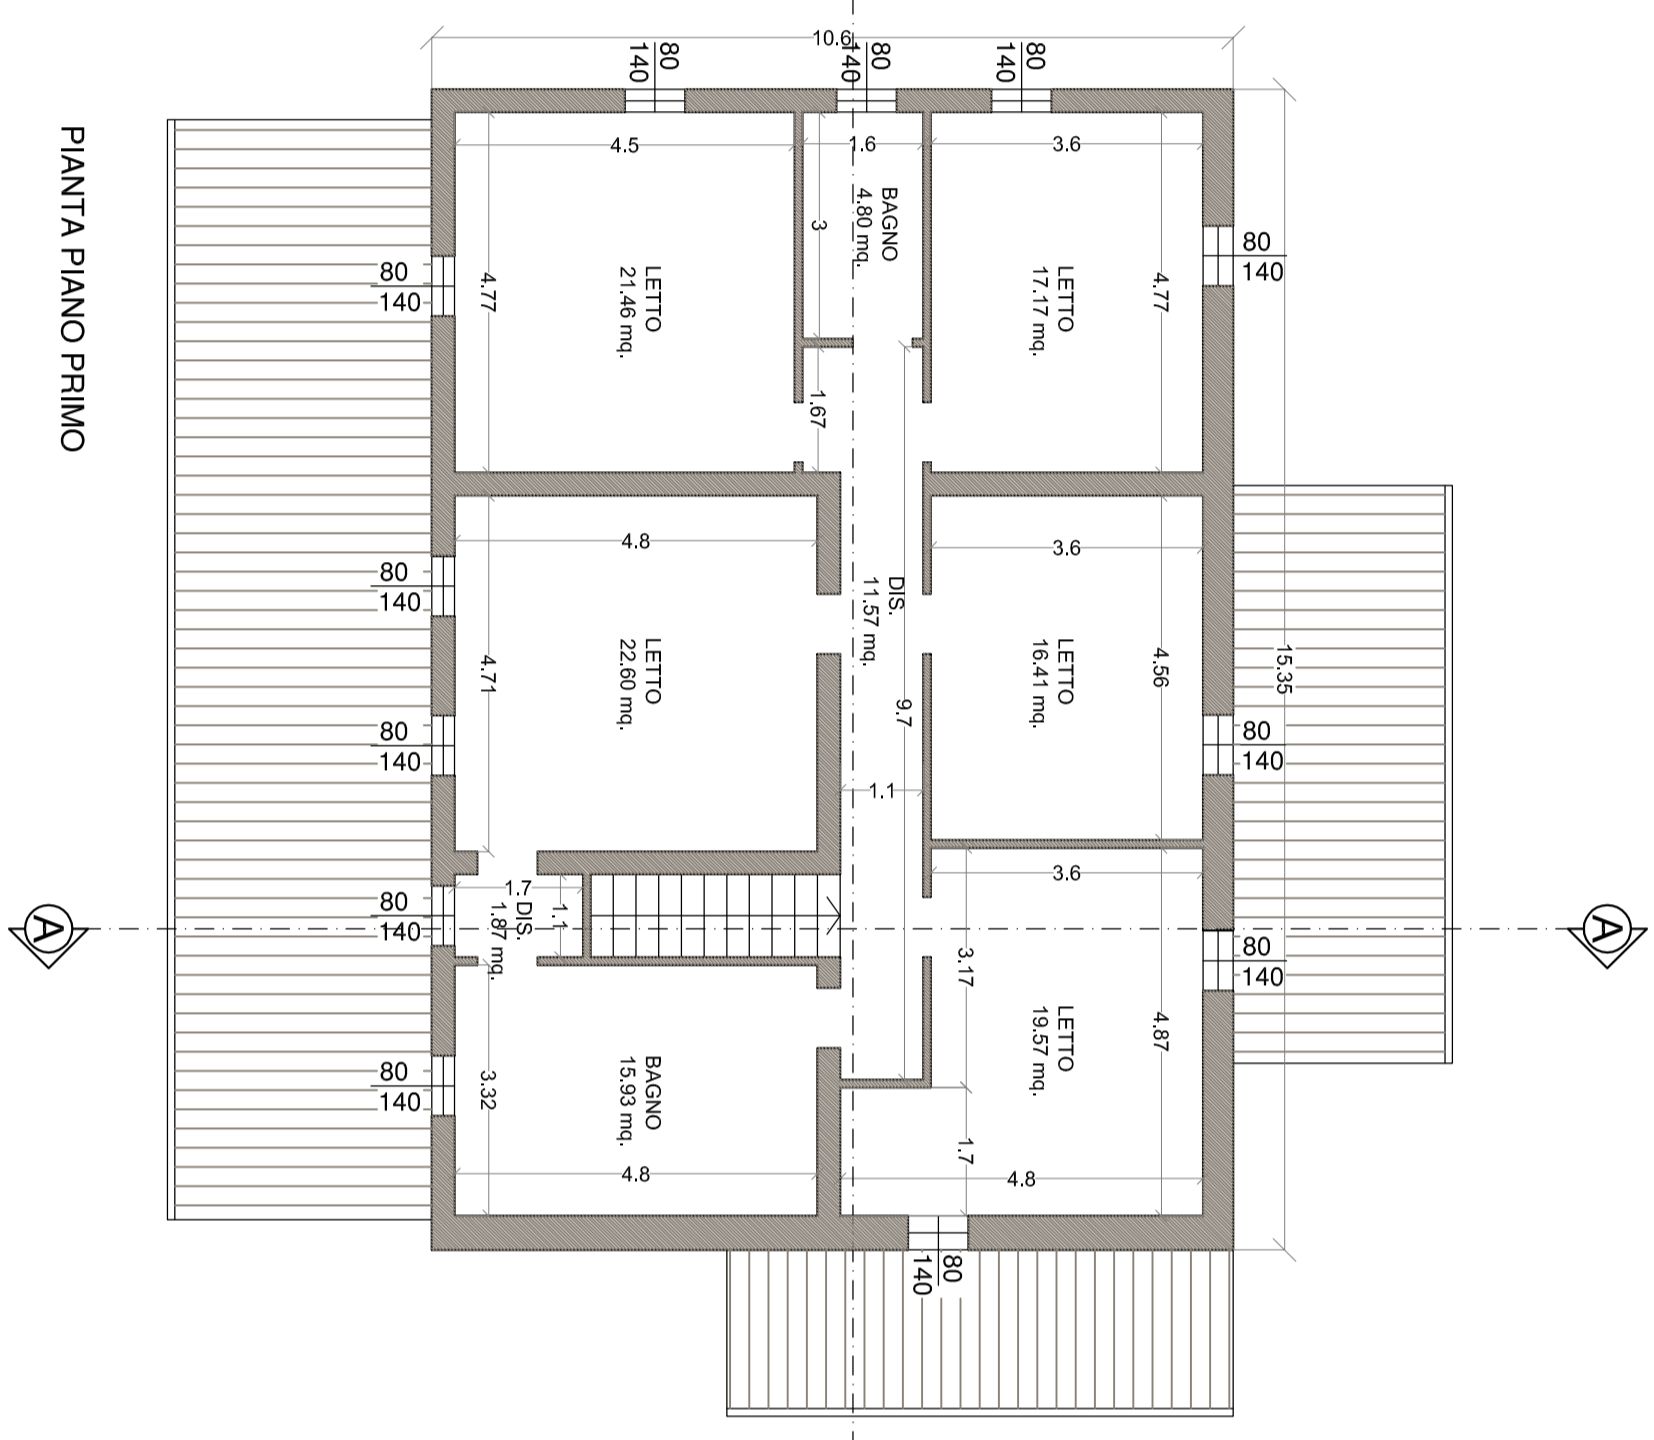 PIANTA PIANO PRIMO
10.6
80
140
80
140
80
140
4.5
1.6
3.6
BAGNO
4.80 mq.
3
80
140
80
140
4.77
LETTO
21.46 mq.
LETTO
17.17 mq.
4.77
1.67
15.35
4.8
3.6
80
140
DIS.
11.57 mq.
4.71
LETTO
22.60 mq.
LETTO
16.41 mq.
4.56
9.7
80
140
80
140
1.1
3.6
1.7
DIS.
1.87 mq.
1.1
80
140
A
A
80
140
3.17
LETTO
19.57 mq.
4.87
80
140
3.32
BAGNO
15.93 mq.
1.7
4.8
4.8
80
140